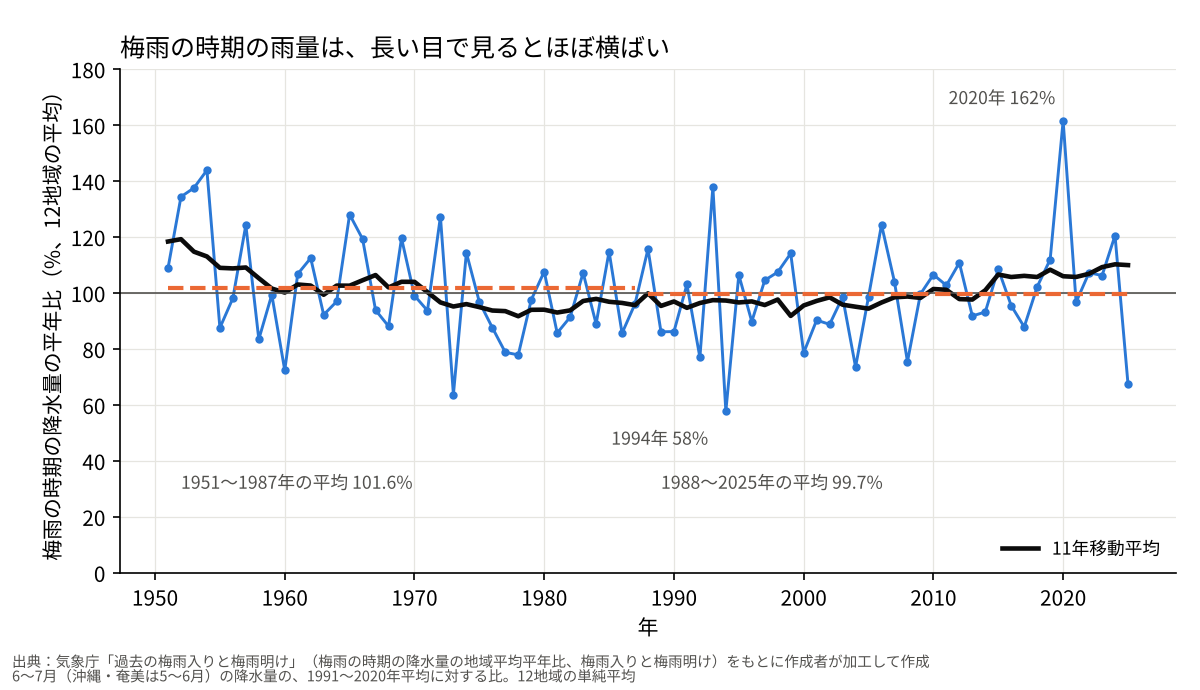 梅雨の時期の雨量は、長い目で見るとほぼ横ばい
梅雨の時期の降水量の平年比（%、12地域の平均）
180
160
140
120
100
80
60
40
20
0
2020年 162%
1994年 58%
1951～1987年の平均 101.6%
1988～2025年の平均 99.7%
11年移動平均
1950
1960
1970
1980
1990
2000
2010
2020
年
出典：気象庁「過去の梅雨入りと梅雨明け」（梅雨の時期の降水量の地域平均平年比、梅雨入りと梅雨明け）をもとに作成者が加工して作成
6～7月（沖縄・奄美は5～6月）の降水量の、1991～2020年平均に対する比。12地域の単純平均